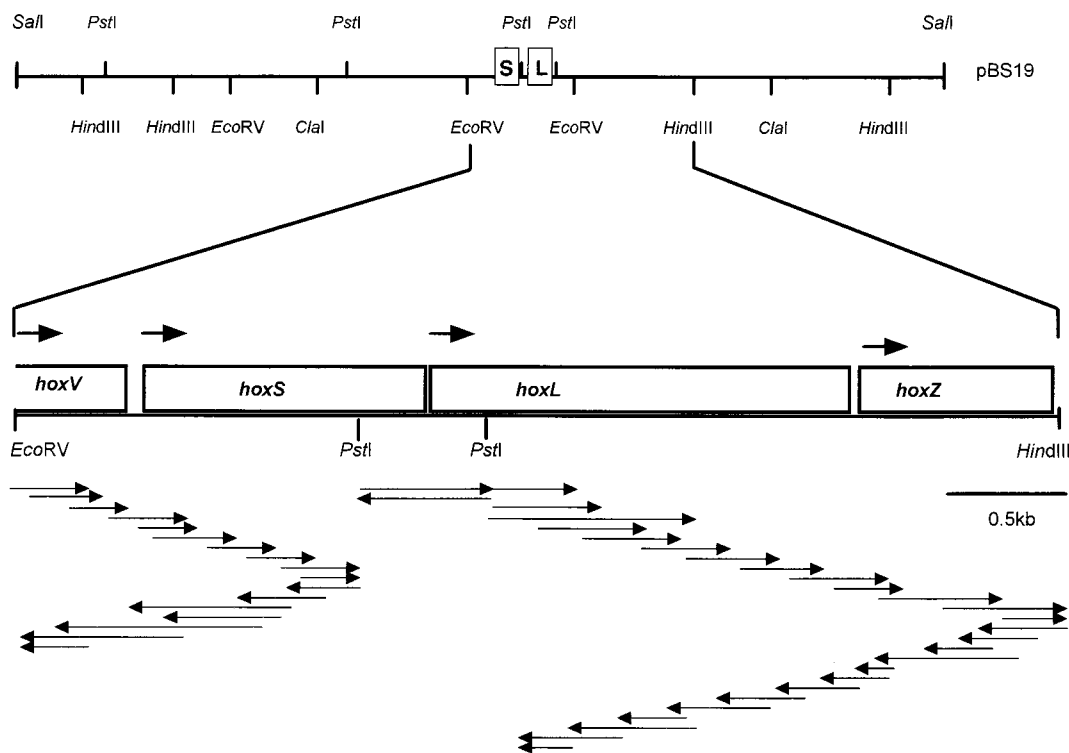 SalI PstI PstI PstI PstI SalI
S L pBS19
HindIII HindIII EcoRV ClaI EcoRV EcoRV HindIII ClaI HindIII
hoxV hoxS hoxL hoxZ
EcoRV PstI PstI HindIII
0.5kb